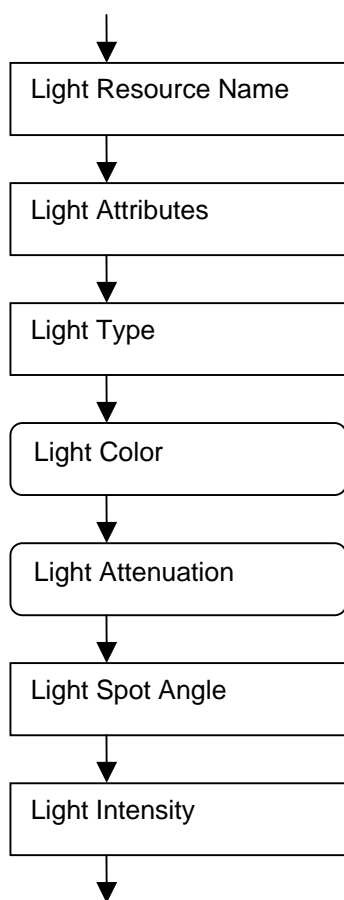 Light Resource Name
Light Attributes
Light Type
Light Color
Light Attenuation
Light Spot Angle
Light Intensity